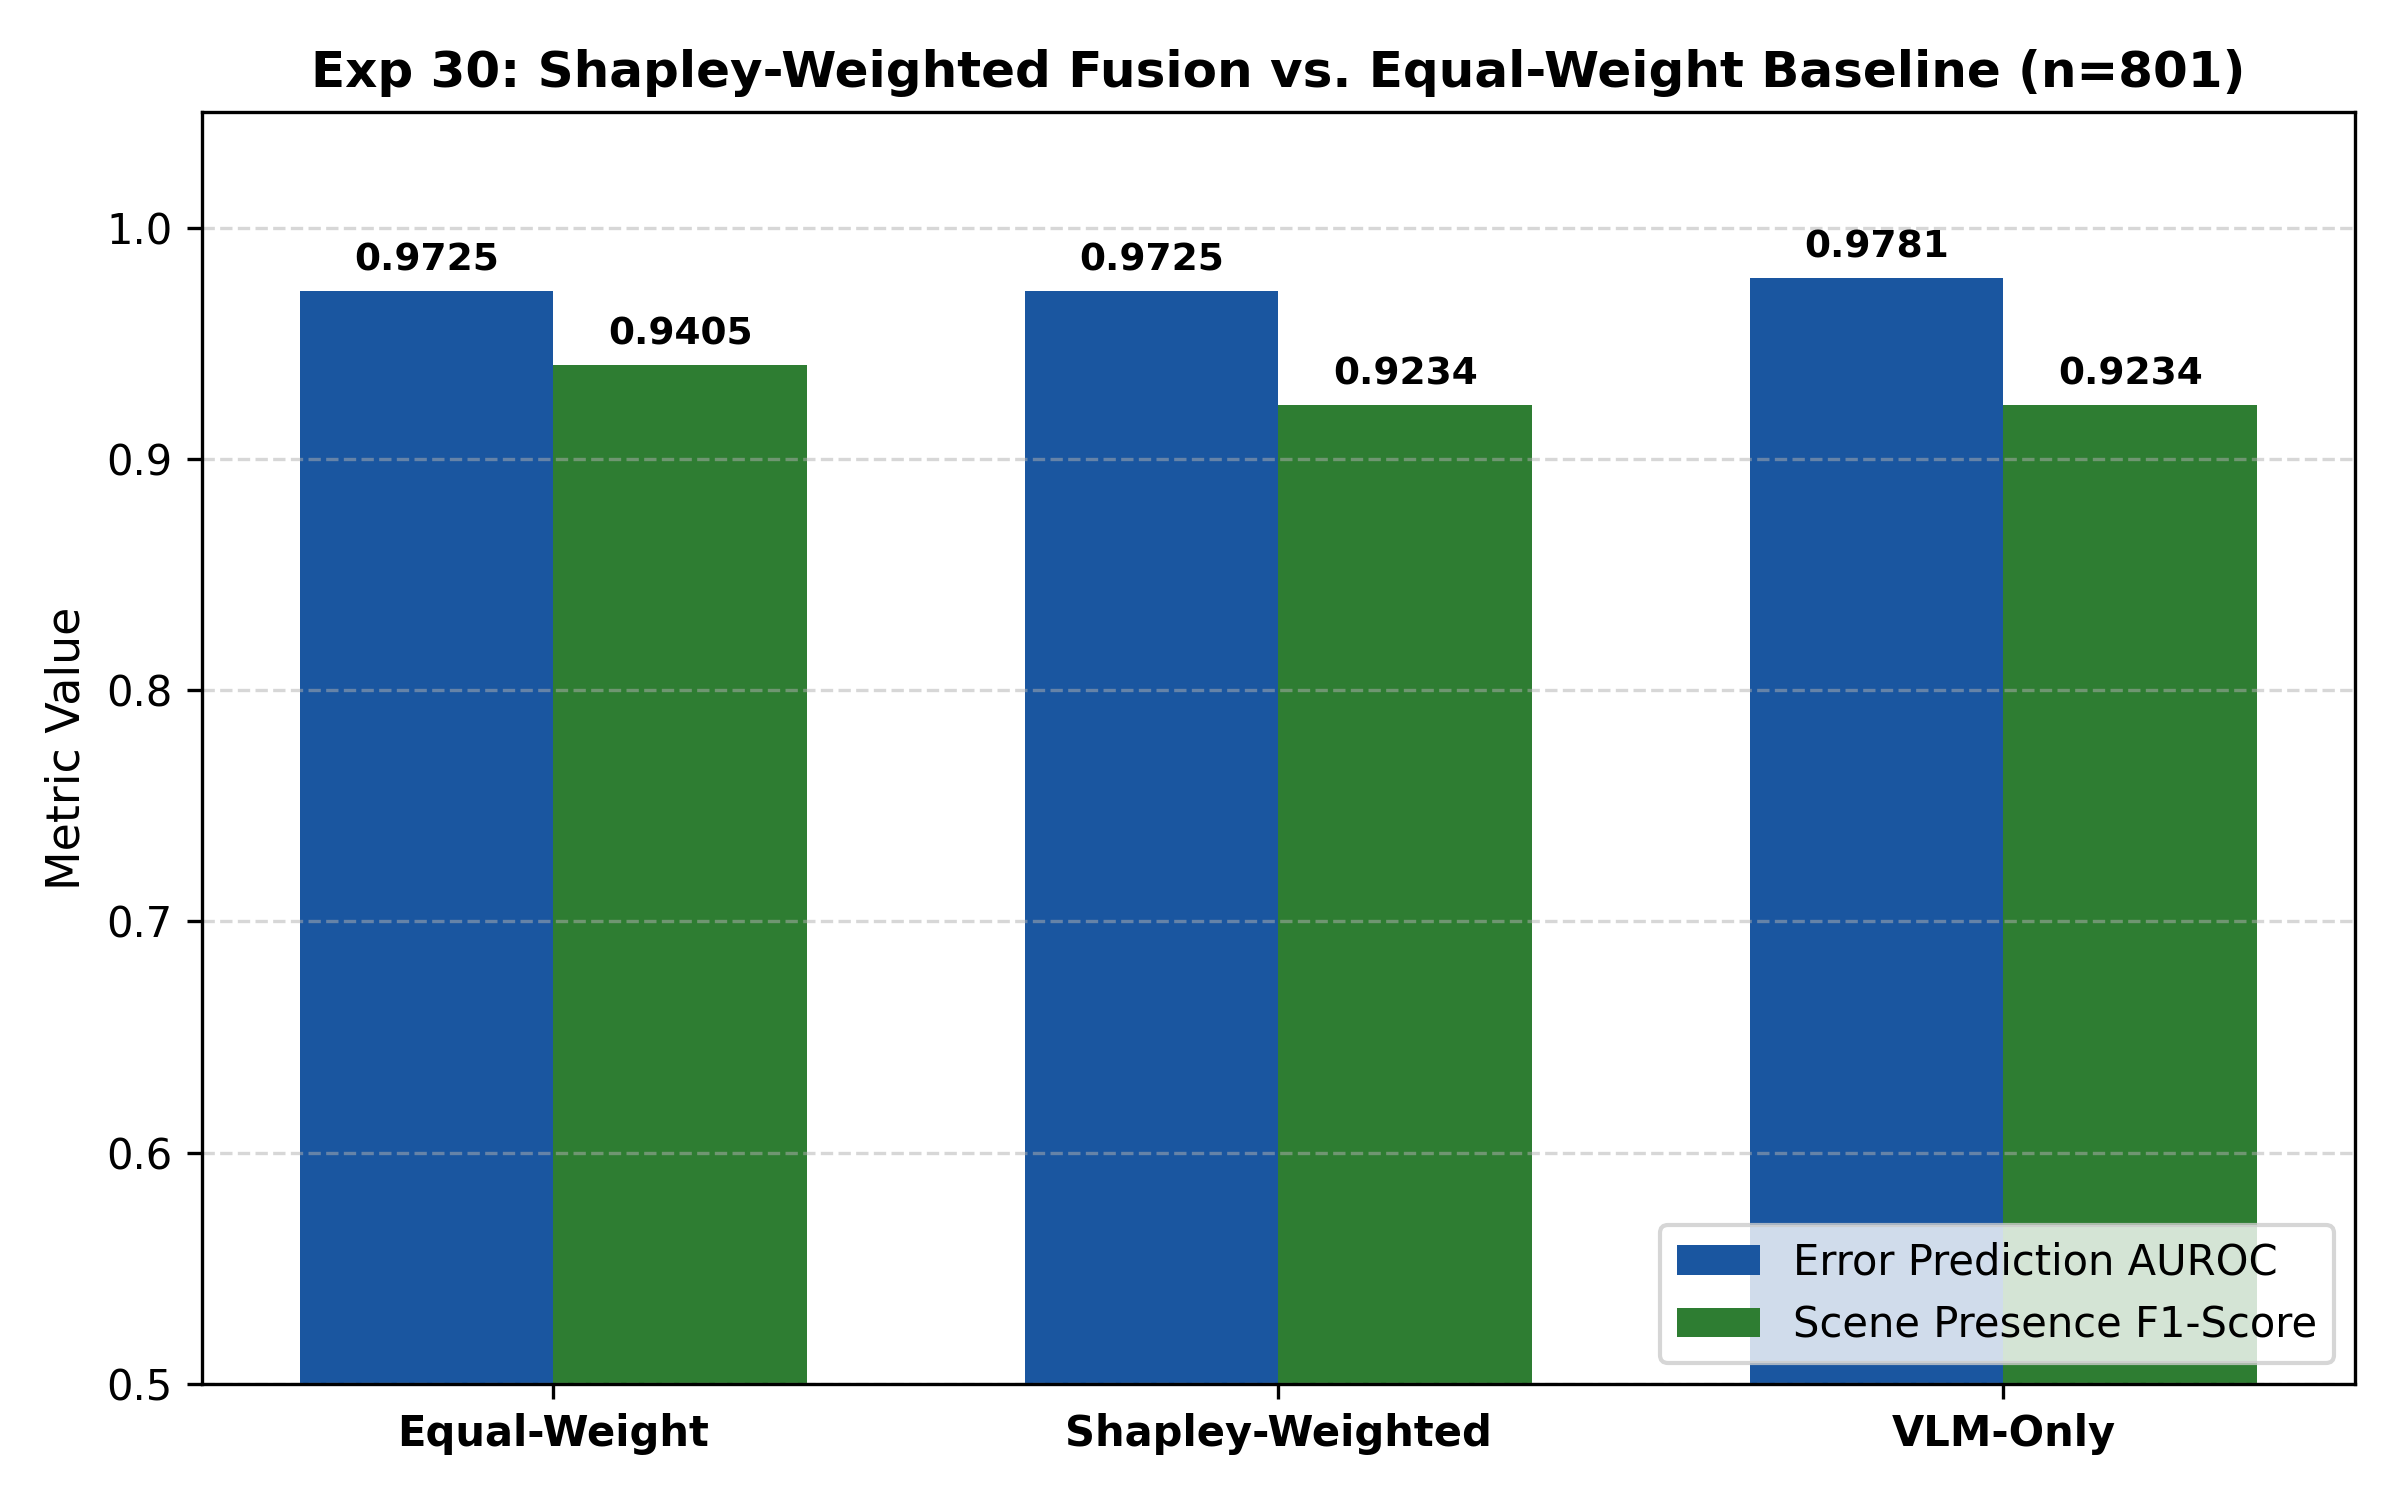 Exp 30: Shapley-Weighted Fusion vs. Equal-Weight Baseline (n=801)
Metric Value
1.0
0.9
0.8
0.7
0.6
0.5
0.9725
0.9405
0.9725
0.9234
0.9781
0.9234
Error Prediction AUROC
Scene Presence F1-Score
Equal-Weight
Shapley-Weighted
VLM-Only